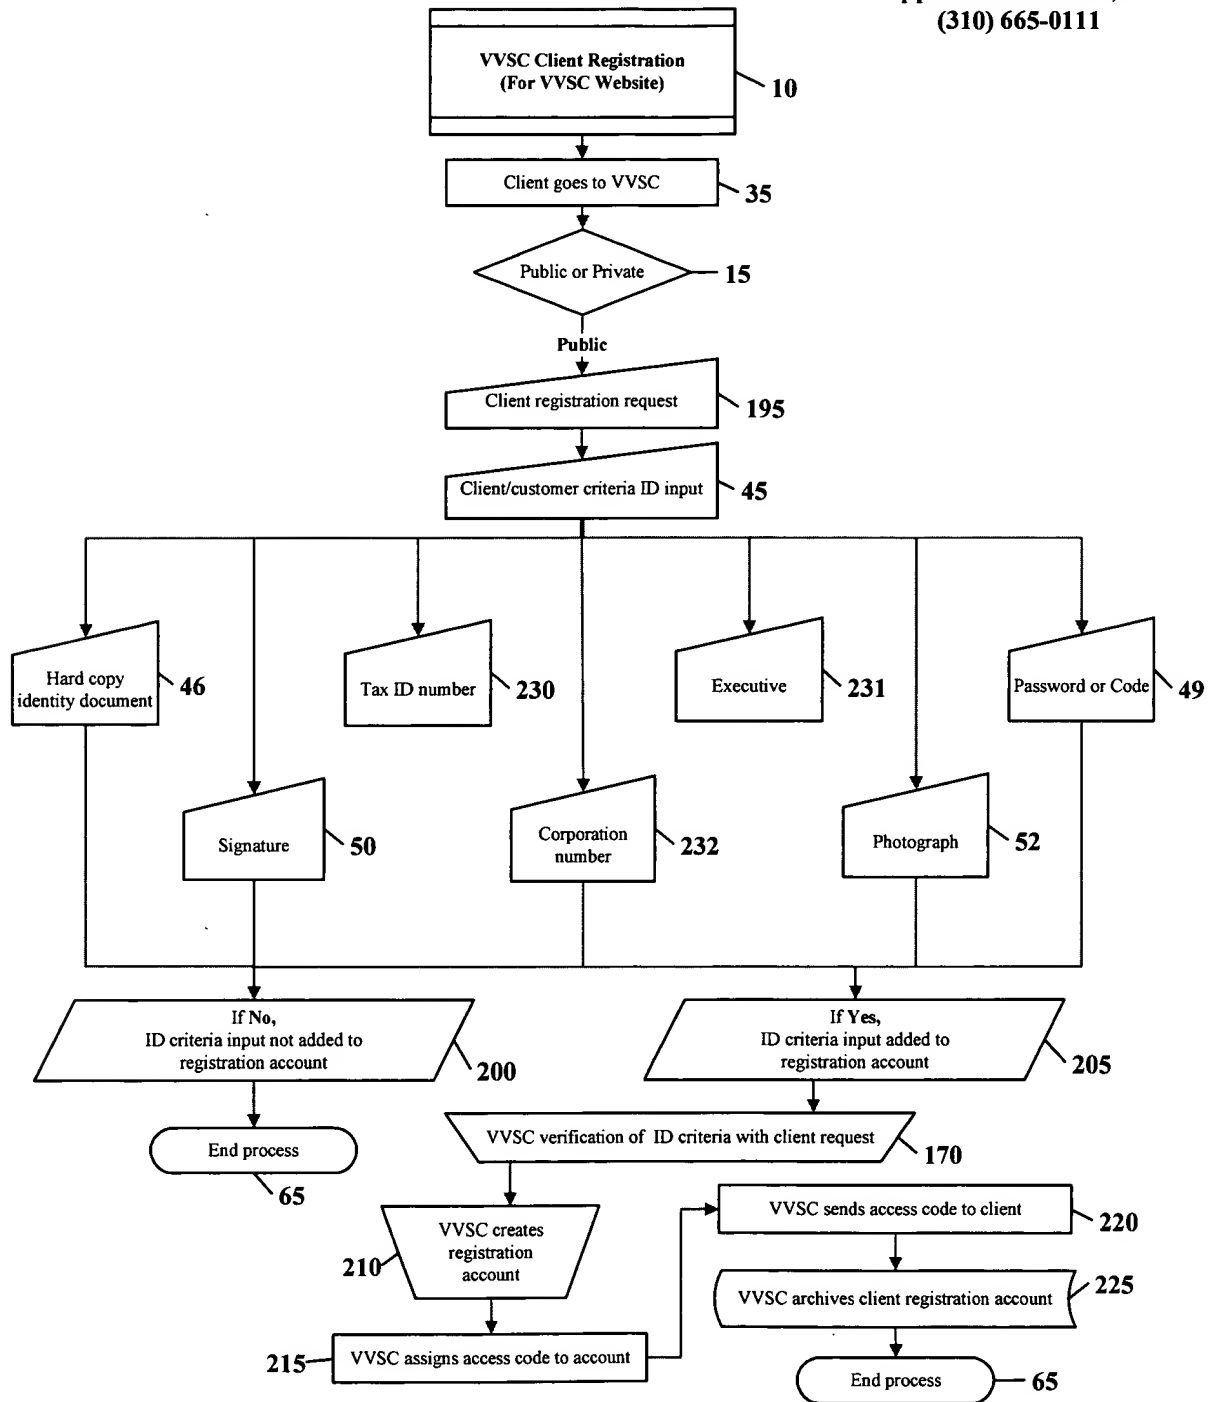 (310) 665-0111
VVSC Client Registration
(For VVSC Website)
10
Client goes to VVSC
35
Public or Private
15
Public
Client registration request
195
Client/customer criteria ID input
45
Hard copy
identity document
46
Tax ID number
230
Executive
231
Password or Code
49
Signature
50
Corporation
number
232
Photograph
52
If No,
ID criteria input not added to
registration account
200
If Yes,
ID criteria input added to
registration account
205
End process
65
VVSC verification of ID criteria with client request
170
VVSC creates
registration
account
210
VVSC assigns access code to account
215
VVSC sends access code to client
220
VVSC archives client registration account
225
End process
65